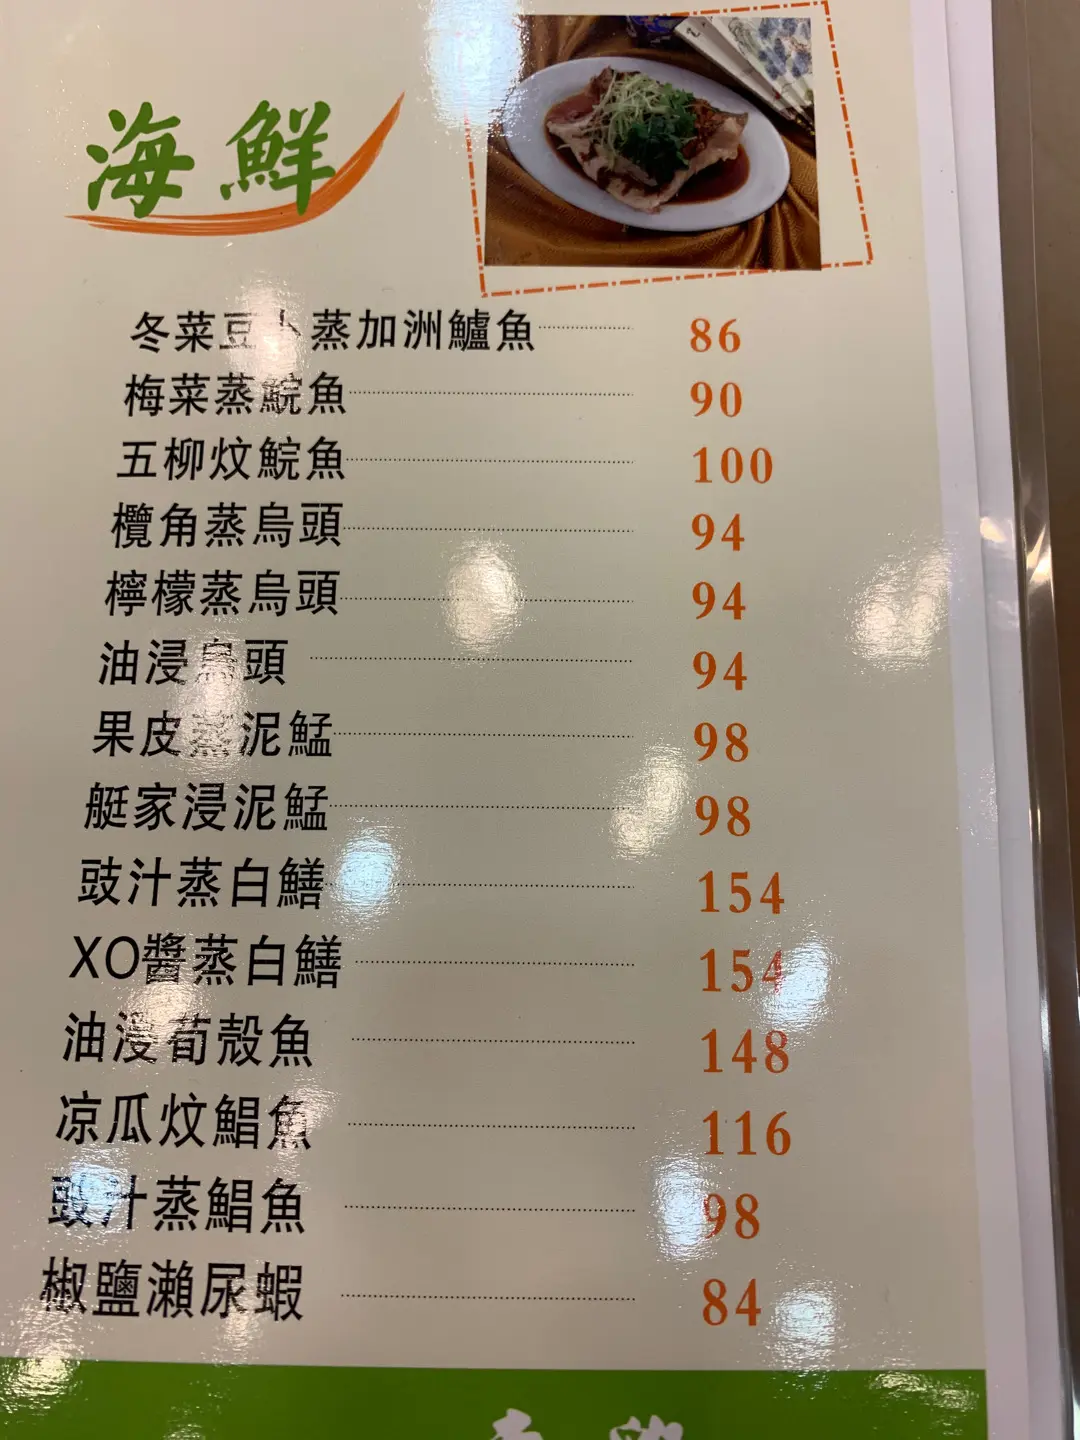 海鮮
冬菜豆卜蒸加洲鱸魚 86
梅菜蒸鯇魚 90
五柳炆鯇魚 100
欖角蒸烏頭 94
檸檬蒸烏頭 94
油浸烏頭 94
果皮蒸泥鯭 98
艇家浸泥鯭 98
豉汁蒸白鱔 154
XO醬蒸白鱔 154
油浸荀殼魚 148
凉瓜炆鯧魚 116
豉汁蒸鯧魚 98
椒鹽瀨尿蝦 84